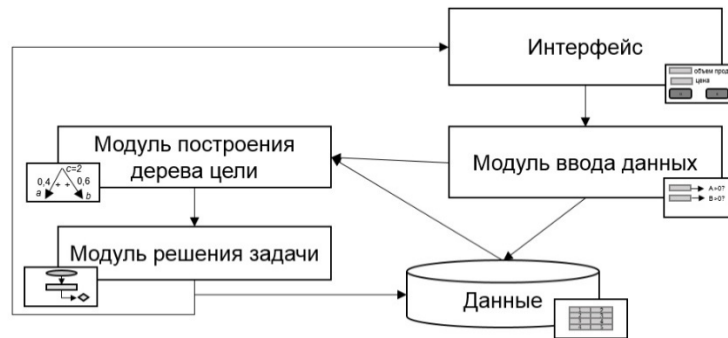 Интерфейс
объем прод
цена
Модуль построения
дерева цели
c=2
0,4 + + 0,6
a b
Модуль ввода данных
A>0?
B>0?
Модуль решения задачи
Данные